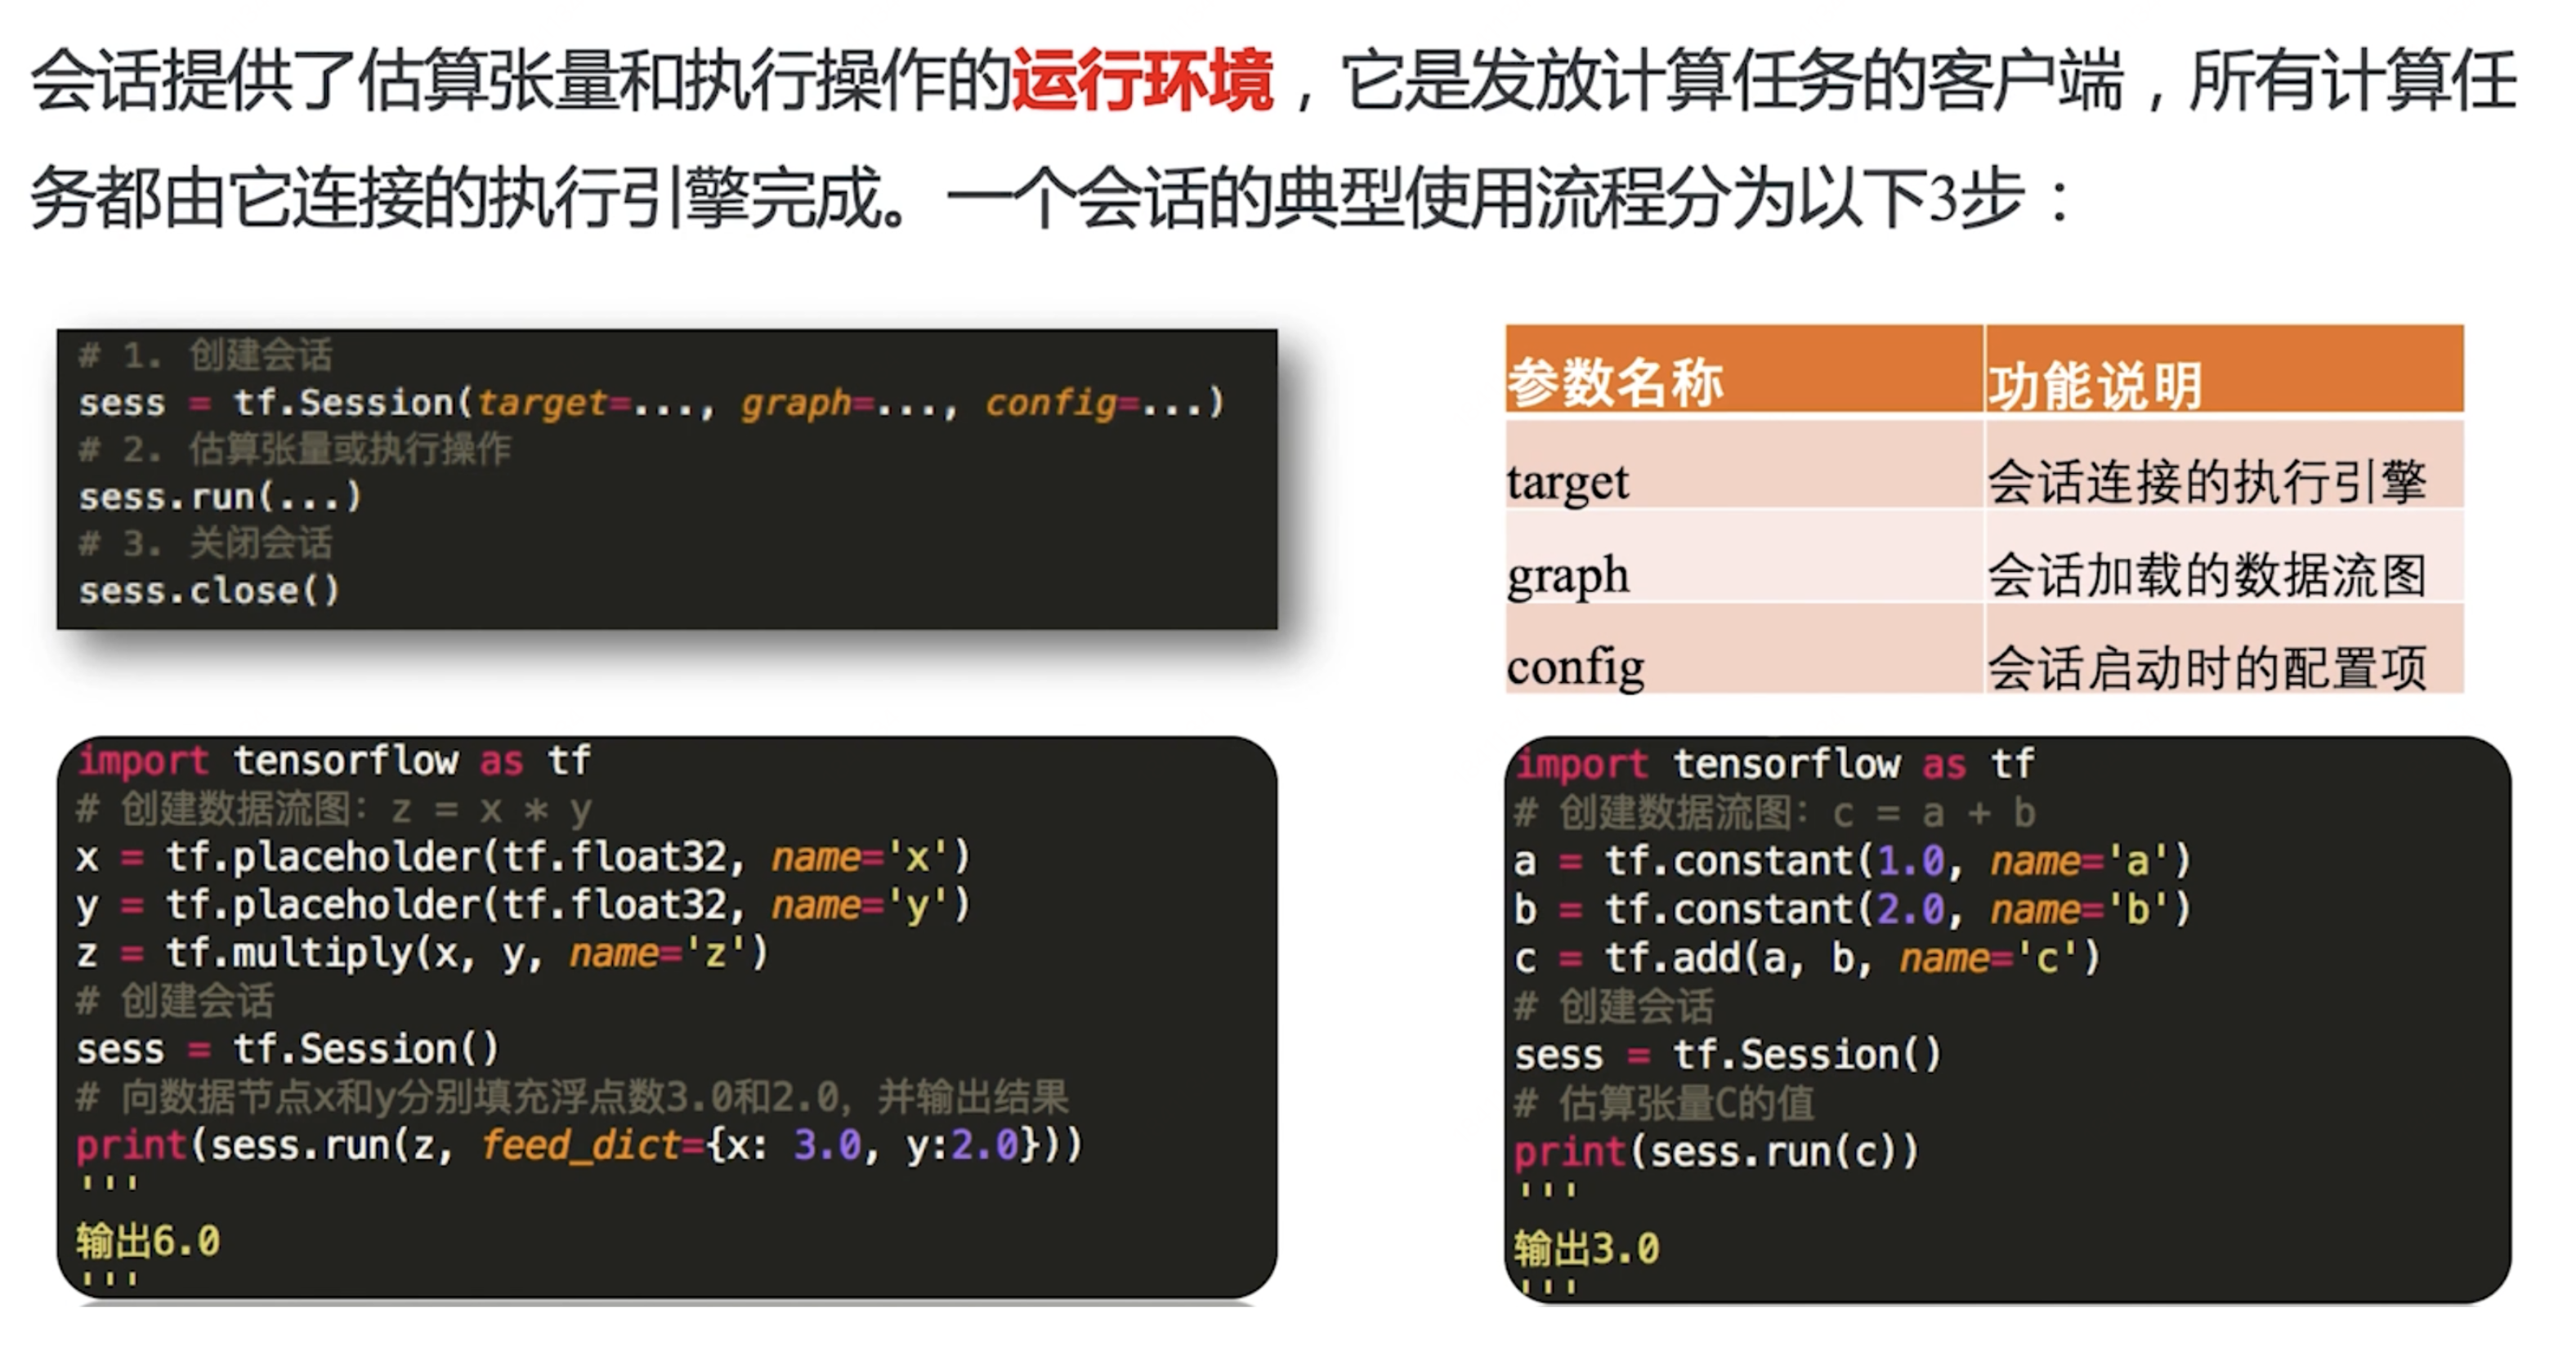 会话提供了估算张量和执行操作的运行环境，它是发放计算任务的客户端，所有计算任
务都由它连接的执行引擎完成。一个会话的典型使用流程分为以下3步：
# 1. 创建会话
sess = tf.Session(target=..., graph=..., config=...)
# 2. 估算张量或执行操作
sess.run(...)
# 3. 关闭会话
sess.close()
参数名称 功能说明
target 会话连接的执行引擎
graph 会话加载的数据流图
config 会话启动时的配置项
import tensorflow as tf
# 创建数据流图：z = x * y
x = tf.placeholder(tf.float32, name='x')
y = tf.placeholder(tf.float32, name='y')
z = tf.multiply(x, y, name='z')
# 创建会话
sess = tf.Session()
# 向数据节点x和y分别填充浮点数3.0和2.0，并输出结果
print(sess.run(z, feed_dict={x: 3.0, y:2.0}))
'''
输出6.0
'''
import tensorflow as tf
# 创建数据流图：c = a + b
a = tf.constant(1.0, name='a')
b = tf.constant(2.0, name='b')
c = tf.add(a, b, name='c')
# 创建会话
sess = tf.Session()
# 估算张量C的值
print(sess.run(c))
'''
输出3.0
'''